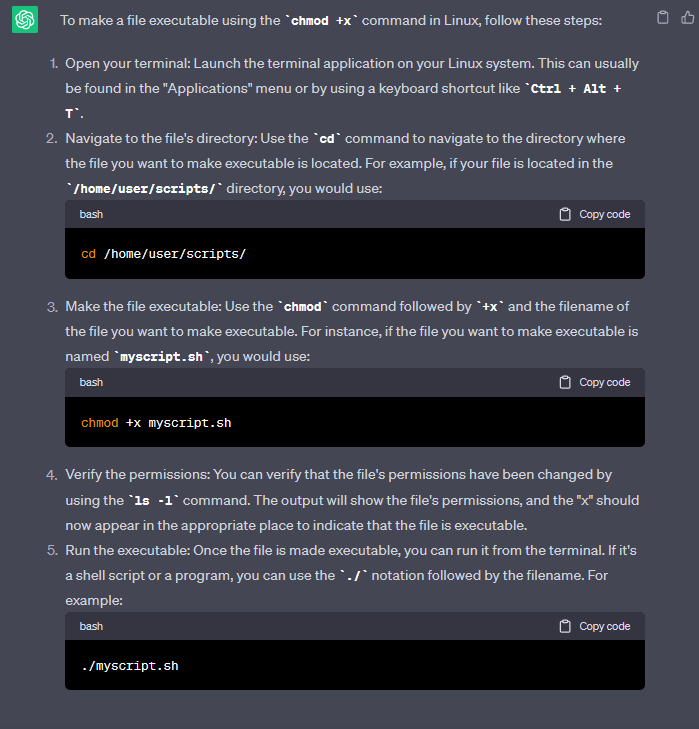 To make a file executable using the `chmod +x` command in Linux, follow these steps:
1. Open your terminal: Launch the terminal application on your Linux system. This can usually
be found in the "Applications" menu or by using a keyboard shortcut like `Ctrl + Alt +
T`.
2. Navigate to the file's directory: Use the `cd` command to navigate to the directory where
the file you want to make executable is located. For example, if your file is located in the
`/home/user/scripts/` directory, you would use:
bash Copy code
cd /home/user/scripts/
3. Make the file executable: Use the `chmod` command followed by `+x` and the filename of
the file you want to make executable. For instance, if the file you want to make executable is
named `myscript.sh`, you would use:
bash Copy code
chmod +x myscript.sh
4. Verify the permissions: You can verify that the file's permissions have been changed by
using the `ls -l` command. The output will show the file's permissions, and the "x" should
now appear in the appropriate place to indicate that the file is executable.
5. Run the executable: Once the file is made executable, you can run it from the terminal. If it's
a shell script or a program, you can use the `./` notation followed by the filename. For
example:
bash Copy code
./myscript.sh